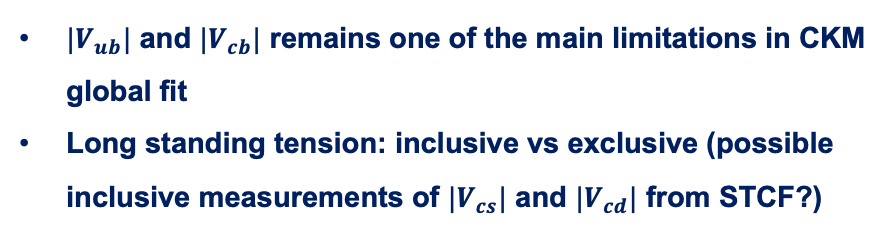 • |V_ub| and |V_cb| remains one of the main limitations in CKM
global fit
• Long standing tension: inclusive vs exclusive (possible
inclusive measurements of |V_cs| and |V_cd| from STCF?)